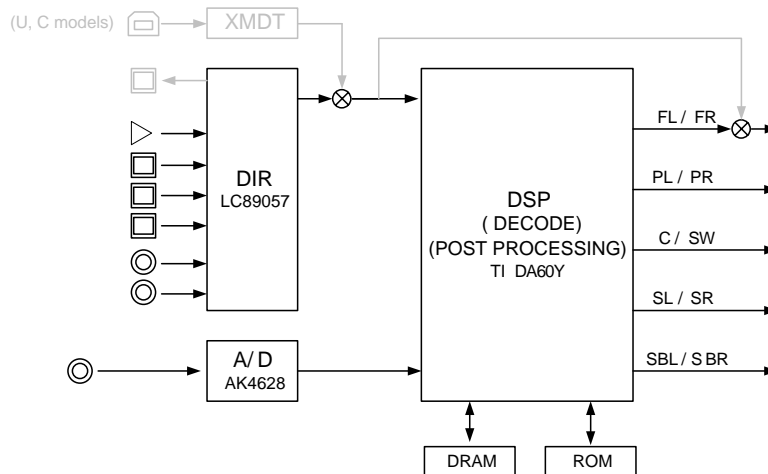 (U, C models)
XMDT
DIR
LC89057
DSP
( DECODE)
(POST PROCESSING)
TI DA60Y
FL / FR
PL / PR
C / SW
SL / SR
SBL / SBR
A/D
AK4628
DRAM
ROM